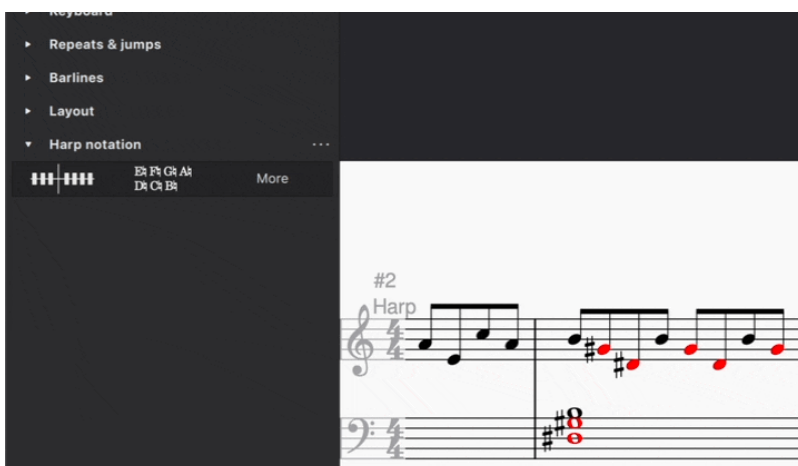 Keyboard
Repeats & jumps
Barlines
Layout
Harp notation ...
E♮ F♮ G♮ A♮
D♮ C♮ B♮
More
#2
Harp